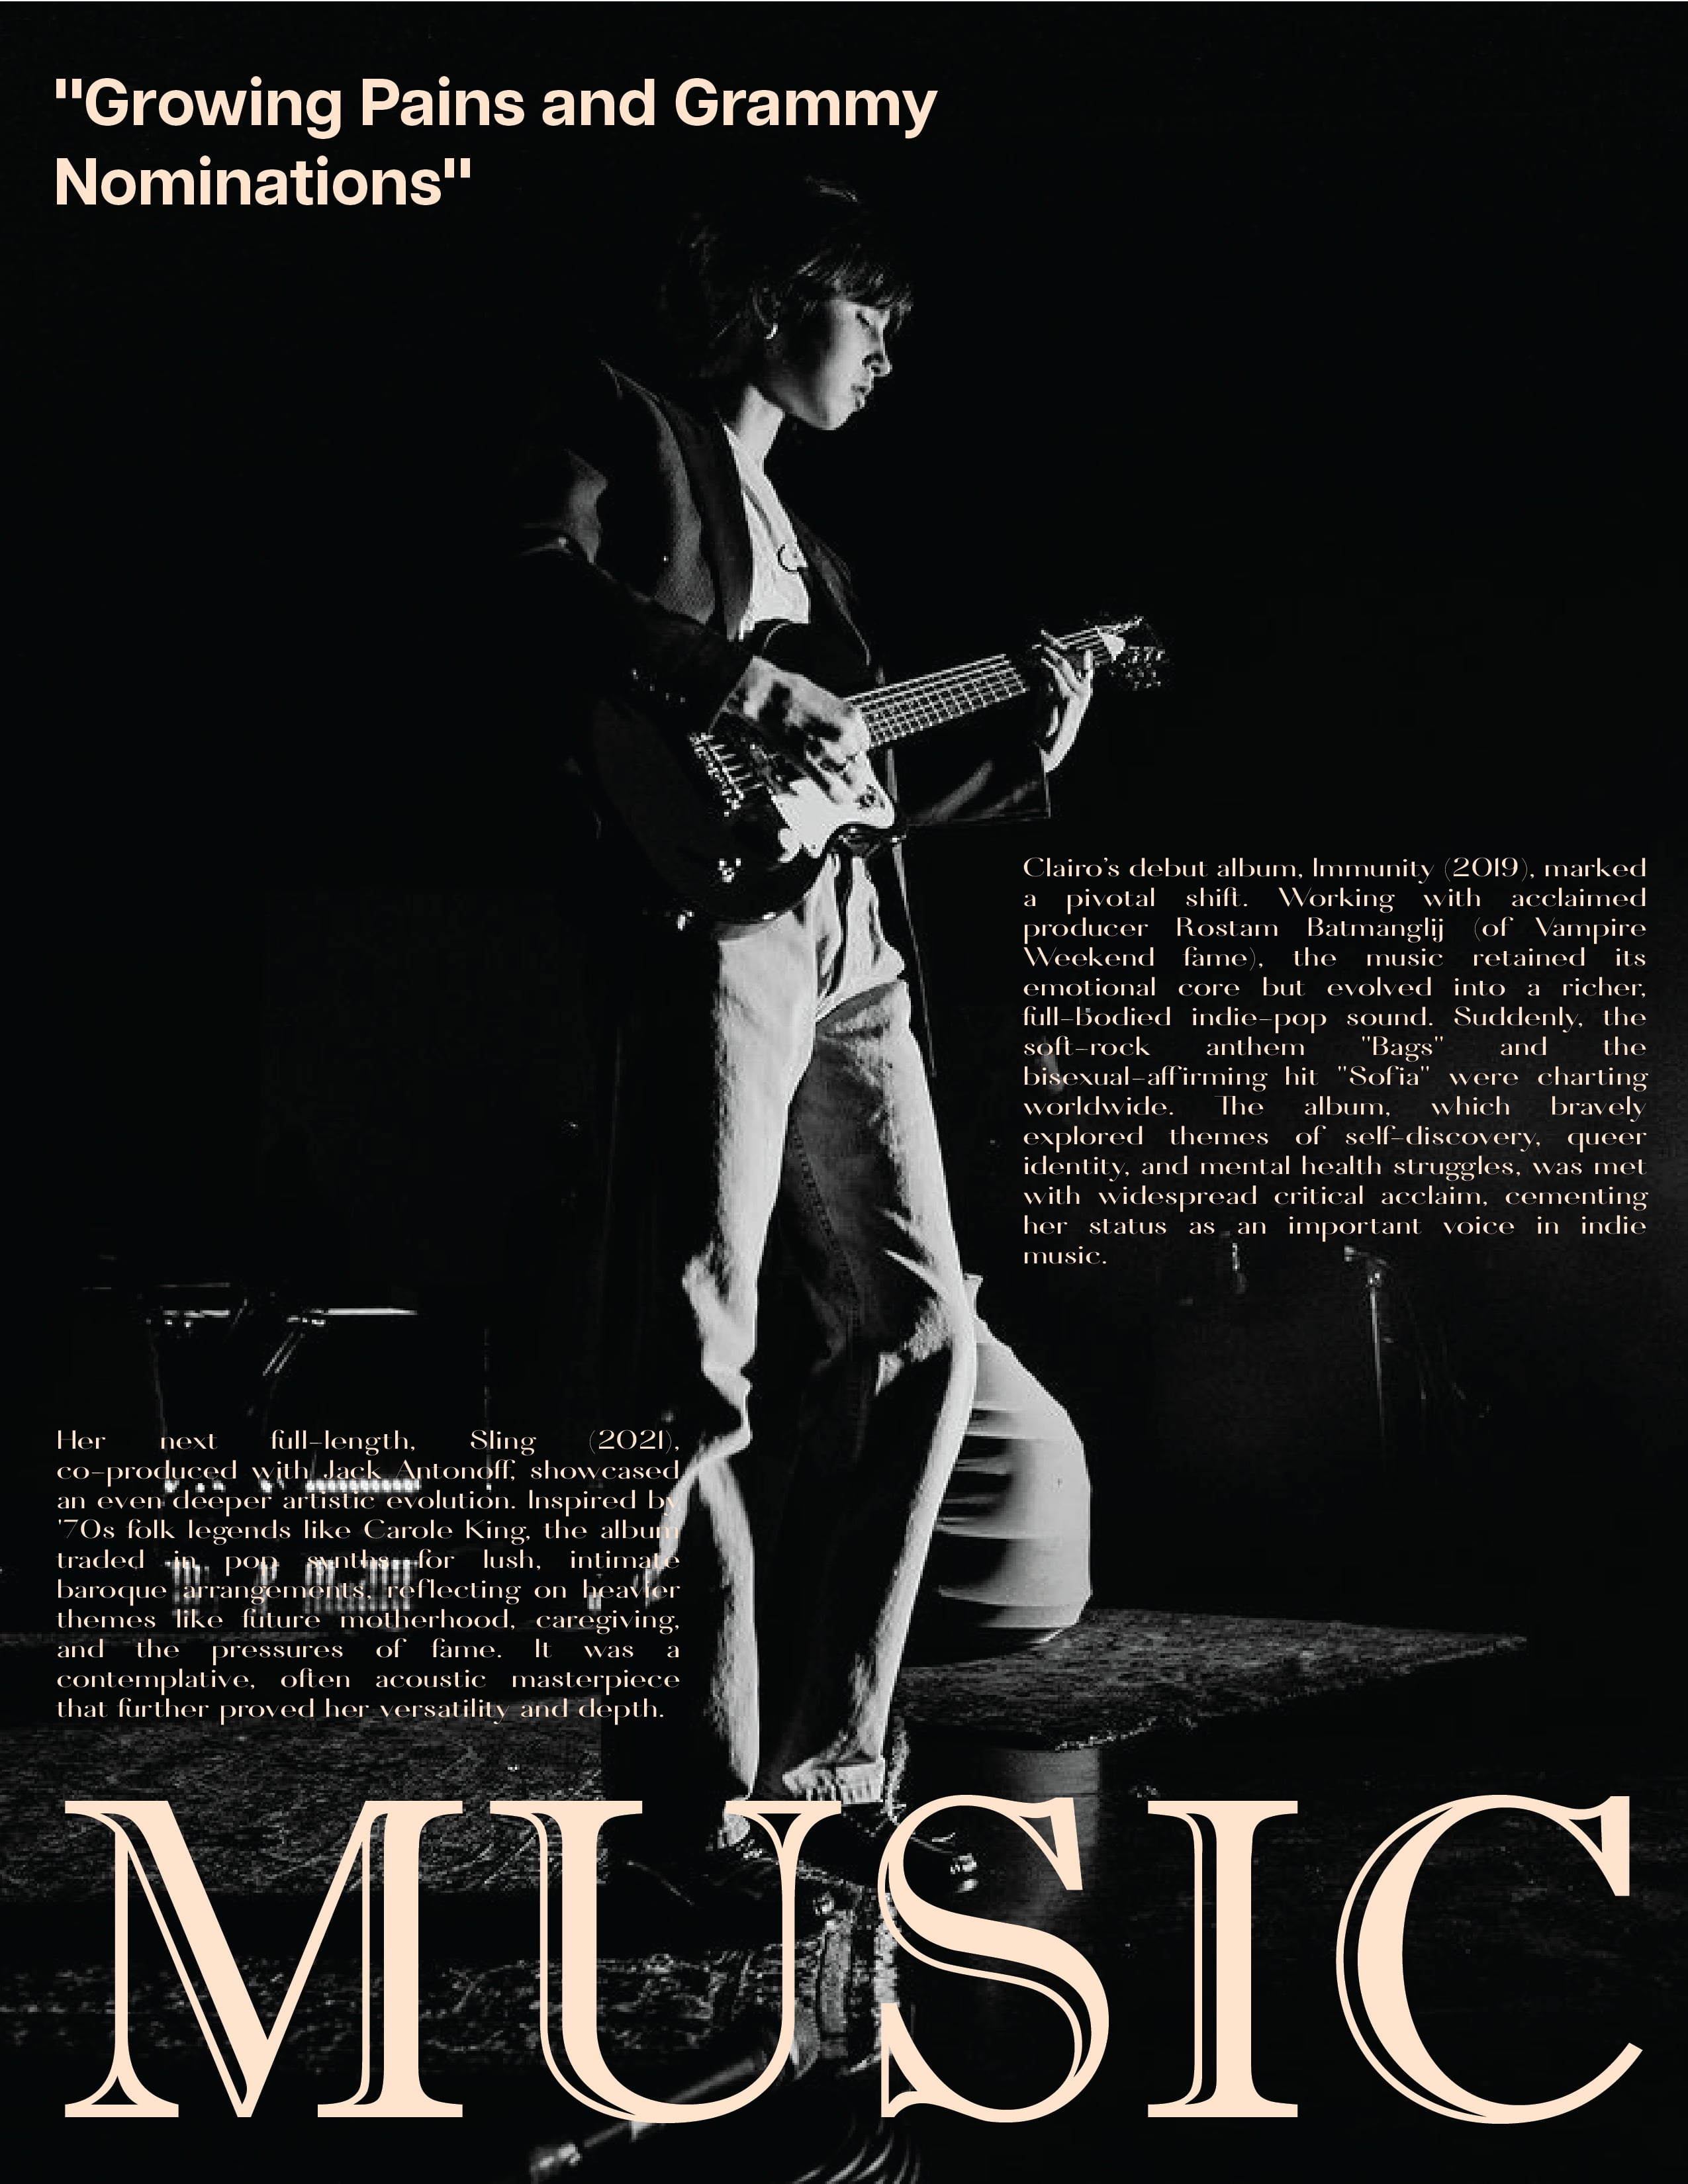 "Growing Pains and Grammy
Nominations"
Clairo’s debut album, Immunity (2019), marked
a pivotal shift. Working with acclaimed
producer Rostam Batmanglij (of Vampire
Weekend fame), the music retained its
emotional core but evolved into a richer,
full-bodied indie-pop sound. Suddenly, the
soft-rock anthem "Bags" and the
bisexual-affirming hit "Sofia" were charting
worldwide. The album, which bravely
explored themes of self-discovery, queer
identity, and mental health struggles, was met
with widespread critical acclaim, cementing
her status as an important voice in indie
music.
Her next full-length, Sling (2021),
co-produced with Jack Antonoff, showcased
an even deeper artistic evolution. Inspired by
'70s folk legends like Carole King, the album
traded in pop synths for lush, intimate
baroque arrangements, reflecting on heavier
themes like future motherhood, caregiving,
and the pressures of fame. It was a
contemplative, often acoustic masterpiece
that further proved her versatility and depth.
MUSIC